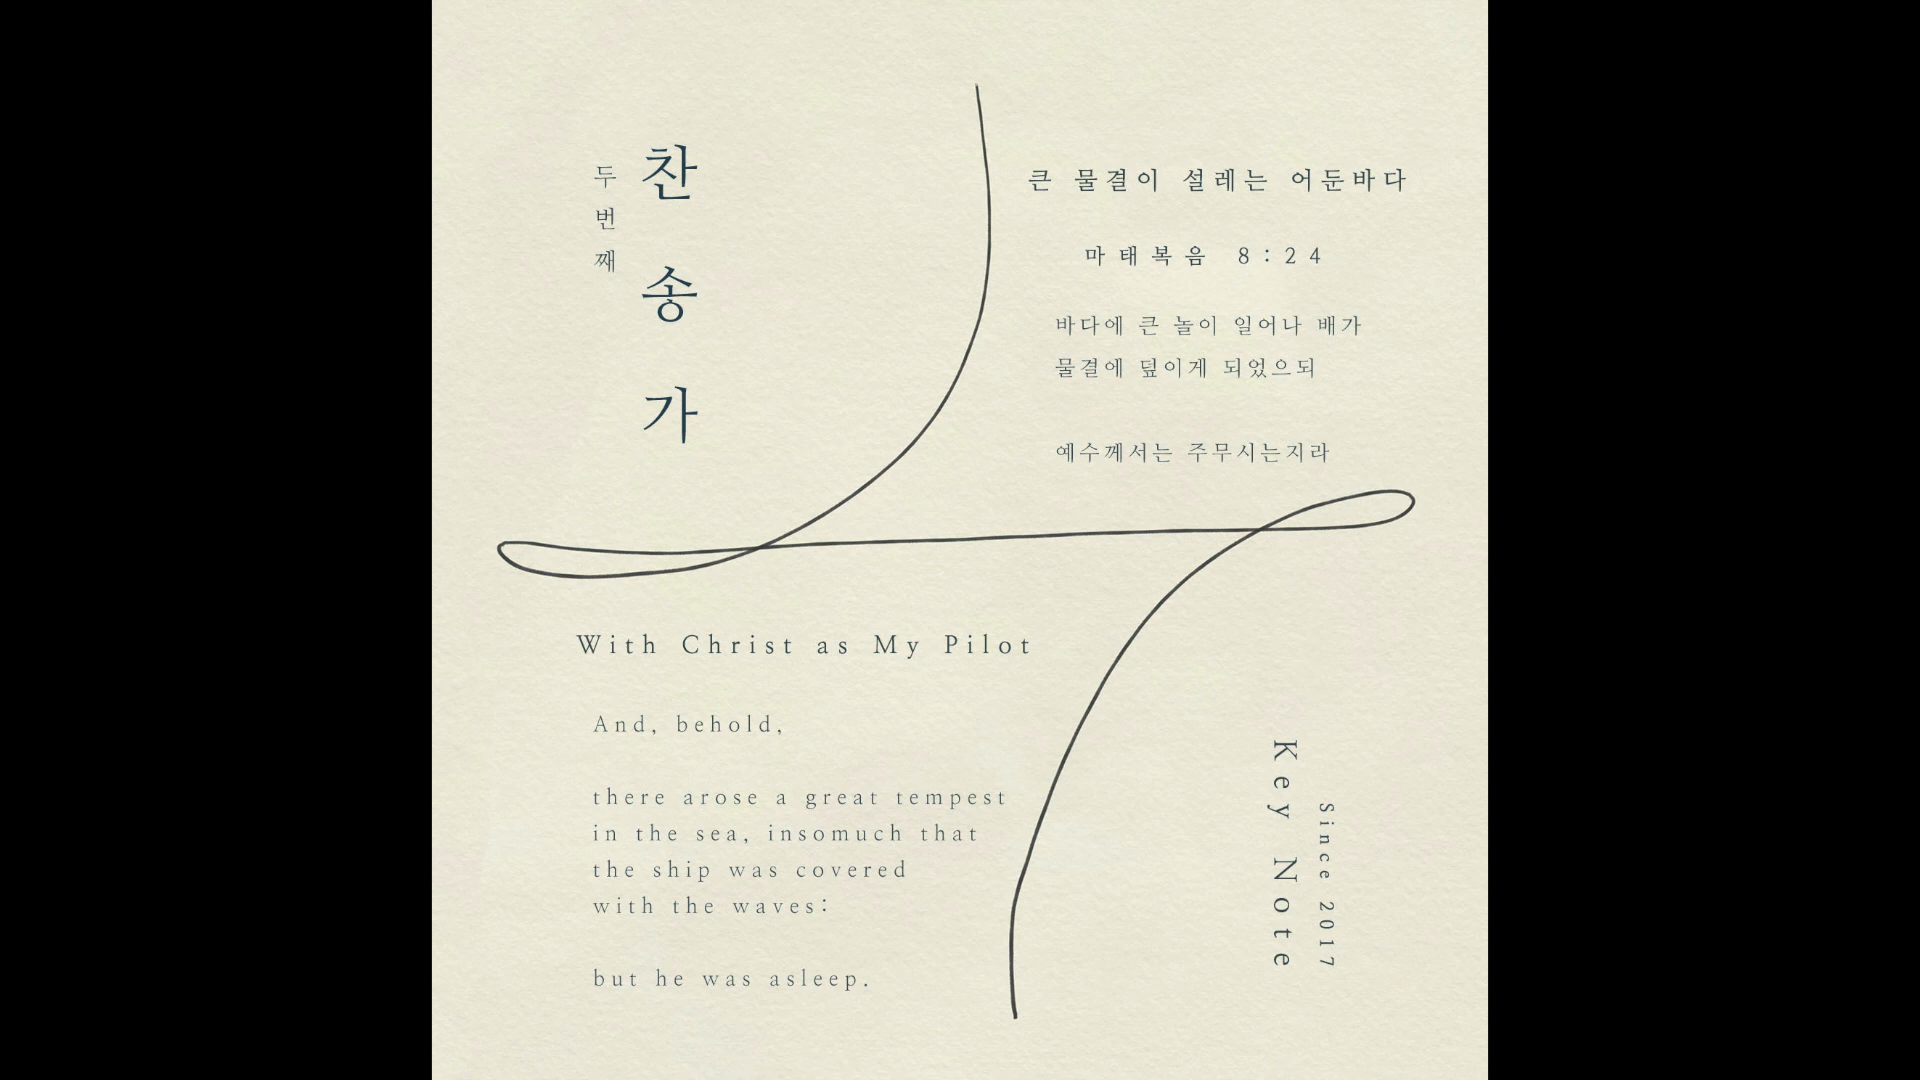 두번째
찬송가
큰 물결이 설레는 어둔바다
마태복음 8:24
바다에 큰 놀이 일어나 배가
물결에 덮이게 되었으되
예수께서는 주무시는지라
With Christ as My Pilot
And, behold,
there arose a great tempest
in the sea, insomuch that
the ship was covered
with the waves:
but he was asleep.
Key Note
Since 2017